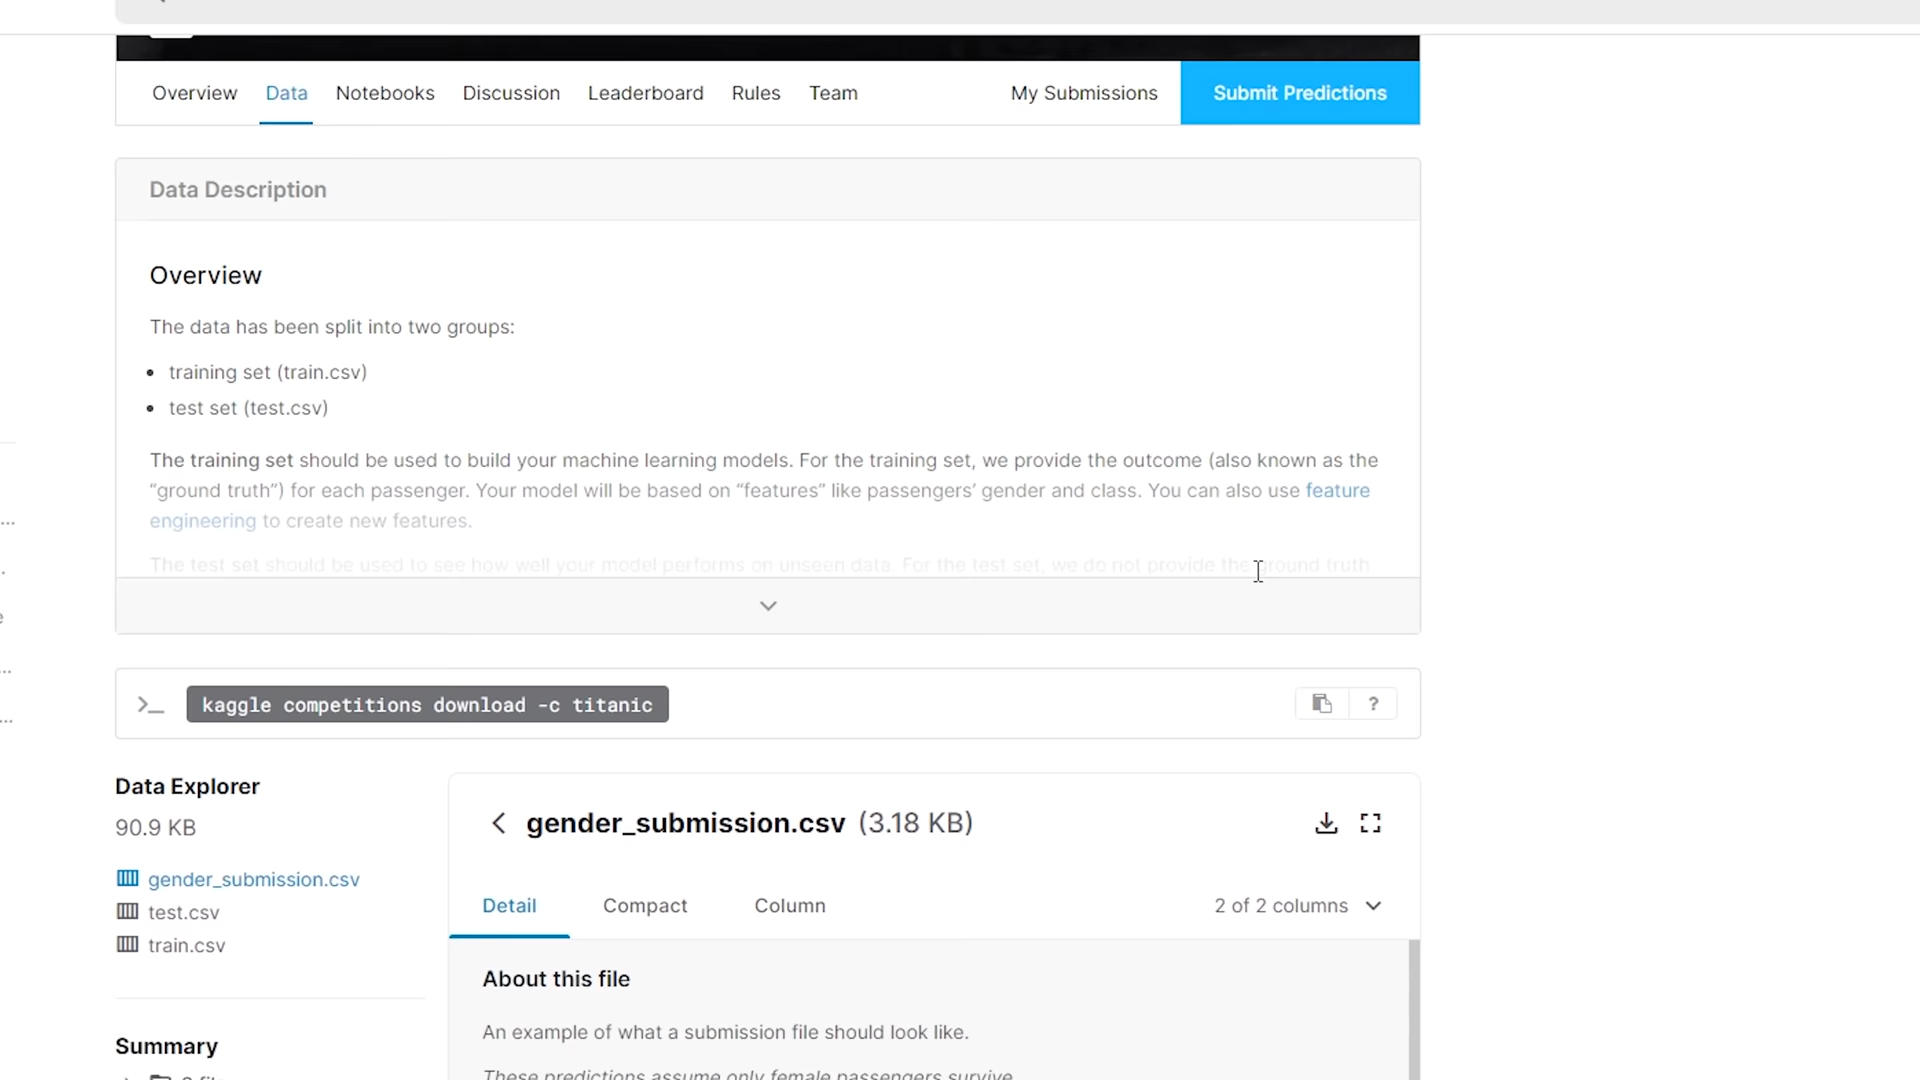 Overview Data Notebooks Discussion Leaderboard Rules Team My Submissions Submit Predictions
Data Description
Overview
The data has been split into two groups:
training set (train.csv)
test set (test.csv)
The training set should be used to build your machine learning models. For the training set, we provide the outcome (also known as the
“ground truth”) for each passenger. Your model will be based on “features” like passengers’ gender and class. You can also use feature
engineering to create new features.
The test set should be used to see how well your model performs on unseen data. For the test set, we do not provide the ground truth
>_ kaggle competitions download -c titanic ?
Data Explorer
90.9 KB
gender_submission.csv
test.csv
train.csv
Summary
gender_submission.csv (3.18 KB)
Detail Compact Column 2 of 2 columns
About this file
An example of what a submission file should look like.
These predictions assume only female passengers survive.